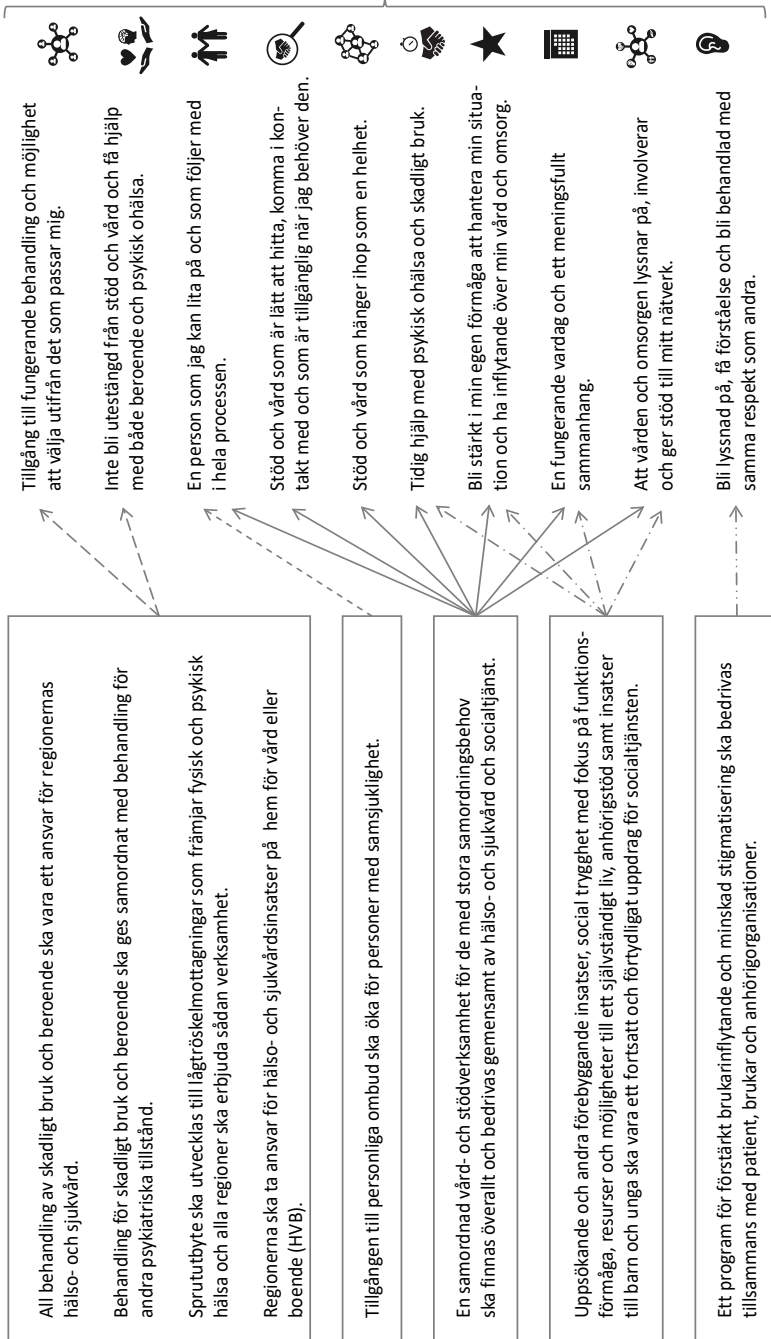 All behandling av skadligt bruk och beroende ska vara ett ansvar för regionernas
hälso- och sjukvård.
Behandling för skadligt bruk och beroende ska ges samordnat med behandling för
andra psykiatriska tillstånd.
Sprututbyte ska utvecklas till lågtröskelmottagningar som främjar fysisk och psykisk
hälsa och alla regioner ska erbjuda sådan verksamhet.
Regionerna ska ta ansvar för hälso- och sjukvårdsinsatser på hem för vård eller
boende (HVB).
Tillgången till personliga ombud ska öka för personer med samsjuklighet.
En samordnad vård- och stödverksamhet för de med stora samordningsbehov
ska finnas överallt och bedrivas gemensamt av hälso- och sjukvård och socialtjänst.
Uppsökande och andra förebyggande insatser, social trygghet med fokus på funktions-
förmåga, resurser och möjligheter till ett självständigt liv, anhörigstöd samt insatser
till barn och unga ska vara ett fortsatt och förtydligat uppdrag för socialtjänsten.
Ett program för förstärkt brukarinflytande och minskad stigmatisering ska bedrivas
tillsammans med patient, brukar och anhörigorganisationer.
Tillgång till fungerande behandling och möjlighet
att välja utifrån det som passar mig.
Inte bli utestängd från stöd och vård och få hjälp
med både beroende och psykisk ohälsa.
En person som jag kan lita på och som följer med
i hela processen.
Stöd och vård som är lätt att hitta, komma i kon-
takt med och som är tillgänglig när jag behöver den.
Stöd och vård som hänger ihop som en helhet.
Tidig hjälp med psykisk ohälsa och skadligt bruk.
Bli stärkt i min egen förmåga att hantera min situa-
tion och ha inflytande över min vård och omsorg.
En fungerande vardag och ett meningsfullt
sammanhang.
Att vården och omsorgen lyssnar på, involverar
och ger stöd till mitt nätverk.
Bli lyssnad på, få förståelse och bli behandlad med
samma respekt som andra.